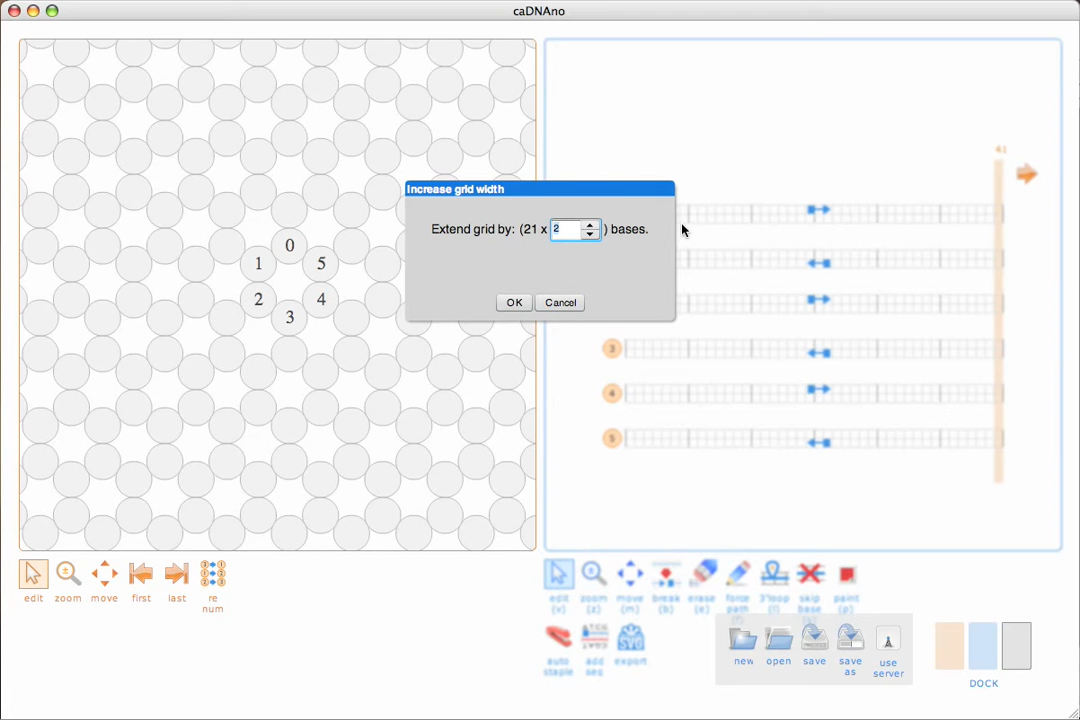 caDNAno
41
Increase grid width
Extend grid by: (21 x 2 ) bases.
OK
Cancel
0
1
5
2
4
3
3
4
5
edit
zoom
move
first
last
re
num
edit
(v)
zoom
(z)
move
(m)
break
(b)
erase
(e)
force
path
3'loop
(l)
skip
base
paint
(p)
auto
staple
add
seq
export
new
open
save
save
as
use
server
DOCK